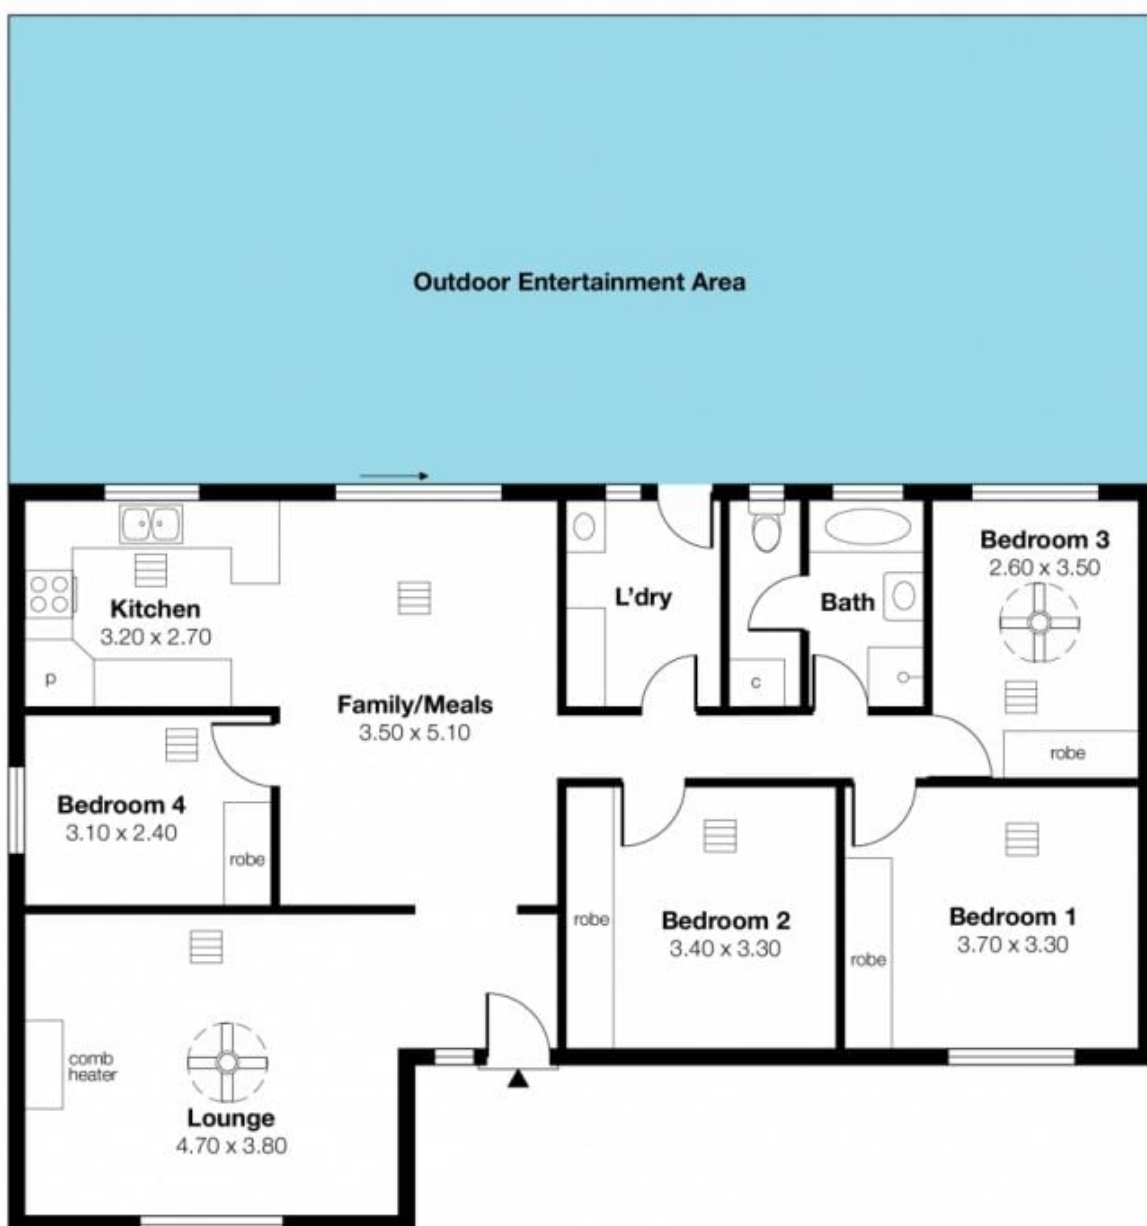 Outdoor Entertainment Area
Kitchen
3.20 x 2.70
p
Family/Meals
3.50 x 5.10
L'dry
c
Bath
Bedroom 3
2.60 x 3.50
robe
Bedroom 4
3.10 x 2.40
robe
robe
Bedroom 2
3.40 x 3.30
robe
Bedroom 1
3.70 x 3.30
comb
heater
Lounge
4.70 x 3.80